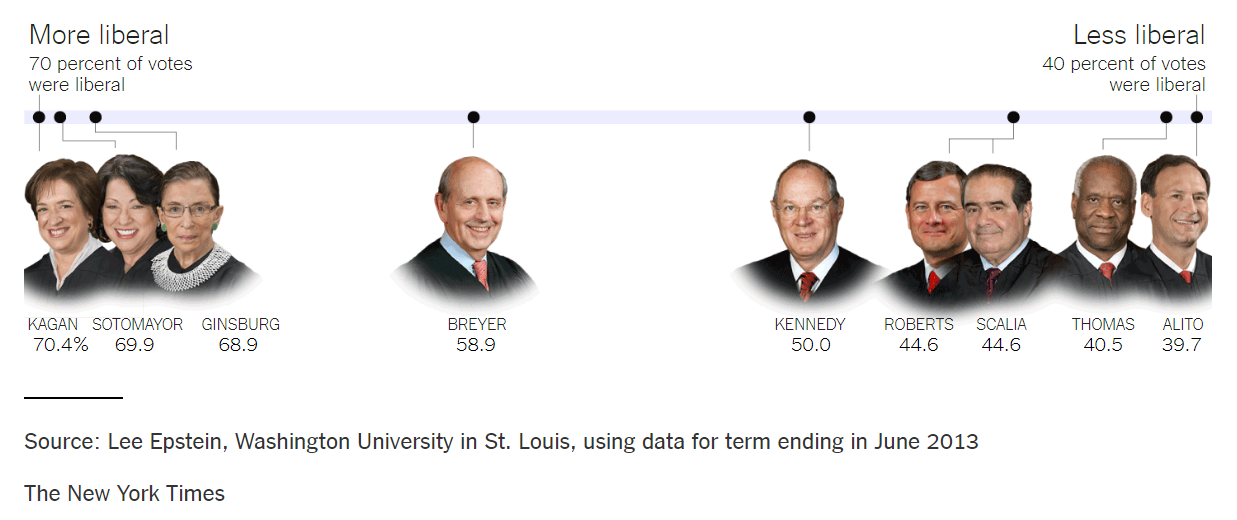 More liberal
70 percent of votes
were liberal
Less liberal
40 percent of votes
were liberal
KAGAN SOTOMAYOR GINSBURG BREYER KENNEDY ROBERTS SCALIA THOMAS ALITO
70.4% 69.9 68.9 58.9 50.0 44.6 44.6 40.5 39.7
Source: Lee Epstein, Washington University in St. Louis, using data for term ending in June 2013
The New York Times